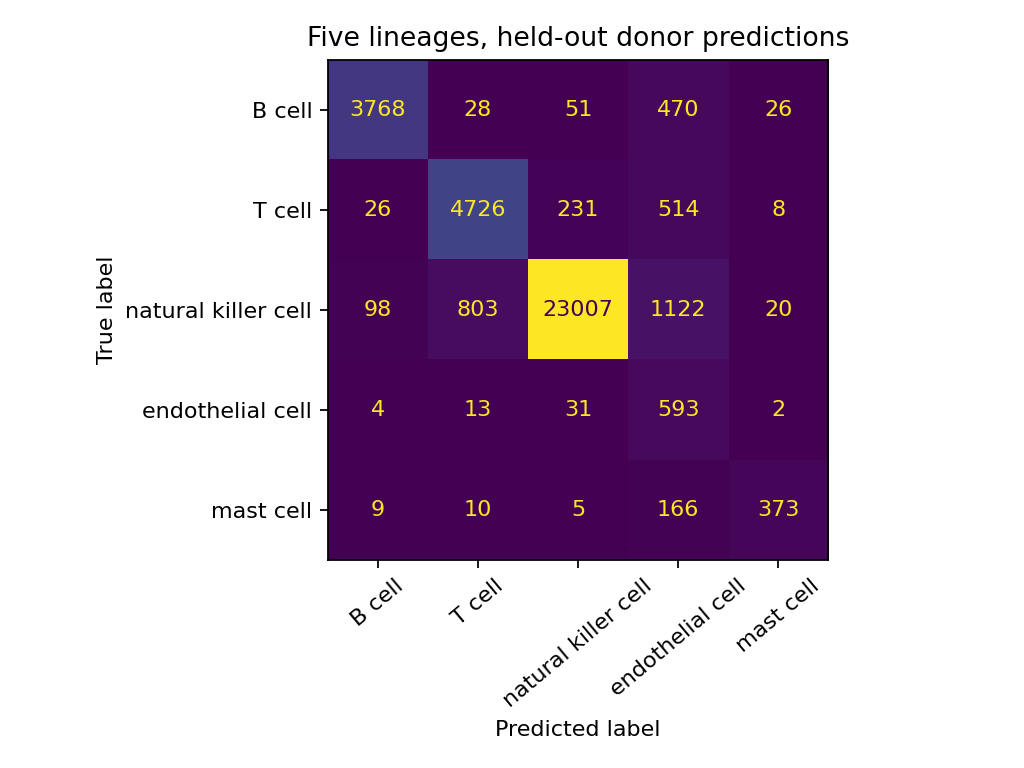 Five lineages, held-out donor predictions
True label
B cell 3768 28 51 470 26
T cell 26 4726 231 514 8
natural killer cell 98 803 23007 1122 20
endothelial cell 4 13 31 593 2
mast cell 9 10 5 166 373
B cell T cell natural killer cell endothelial cell mast cell
Predicted label